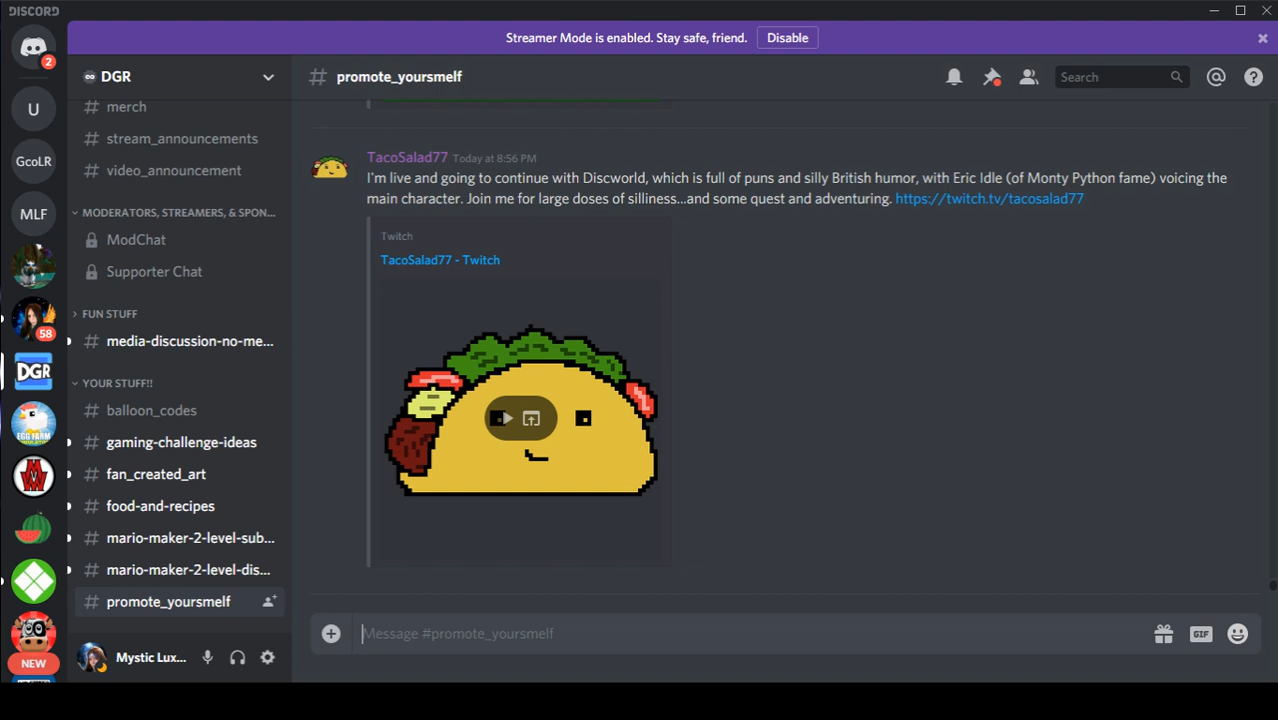 DISCORD
Streamer Mode is enabled. Stay safe, friend.
Disable
2
U
GcoLR
MLF
58
DGR
EGG FARM
NEW
DGR
merch
stream_announcements
video_announcement
MODERATORS, STREAMERS, & SPON...
ModChat
Supporter Chat
FUN STUFF
media-discussion-no-me...
YOUR STUFF!!
balloon_codes
gaming-challenge-ideas
fan_created_art
food-and-recipes
mario-maker-2-level-sub...
mario-maker-2-level-dis...
promote_yoursmelf
Mystic Lux...
# promote_yoursmelf
Search
TacoSalad77 Today at 8:56 PM
I'm live and going to continue with Discworld, which is full of puns and silly British humor, with Eric Idle (of Monty Python fame) voicing the
main character. Join me for large doses of silliness...and some quest and adventuring. https://twitch.tv/tacosalad77
Twitch
TacoSalad77 - Twitch
Message #promote_yoursmelf
GIF